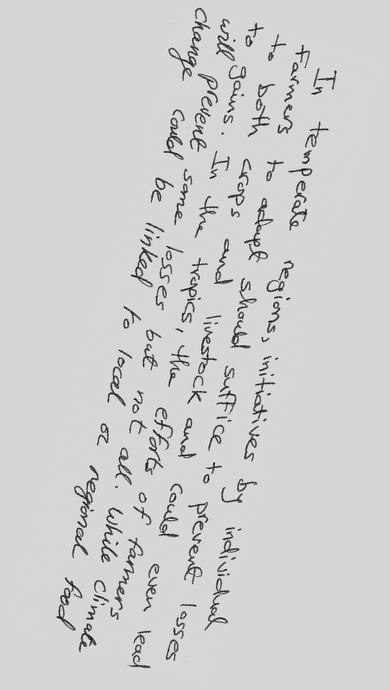 In temperate regions, initiatives by individual
farmers to adapt should suffice to prevent losses
to both crops and livestock and could even lead
to gains. In the tropics, the efforts of farmers
will prevent some losses but not all. While climate
change could be linked to local or regional food